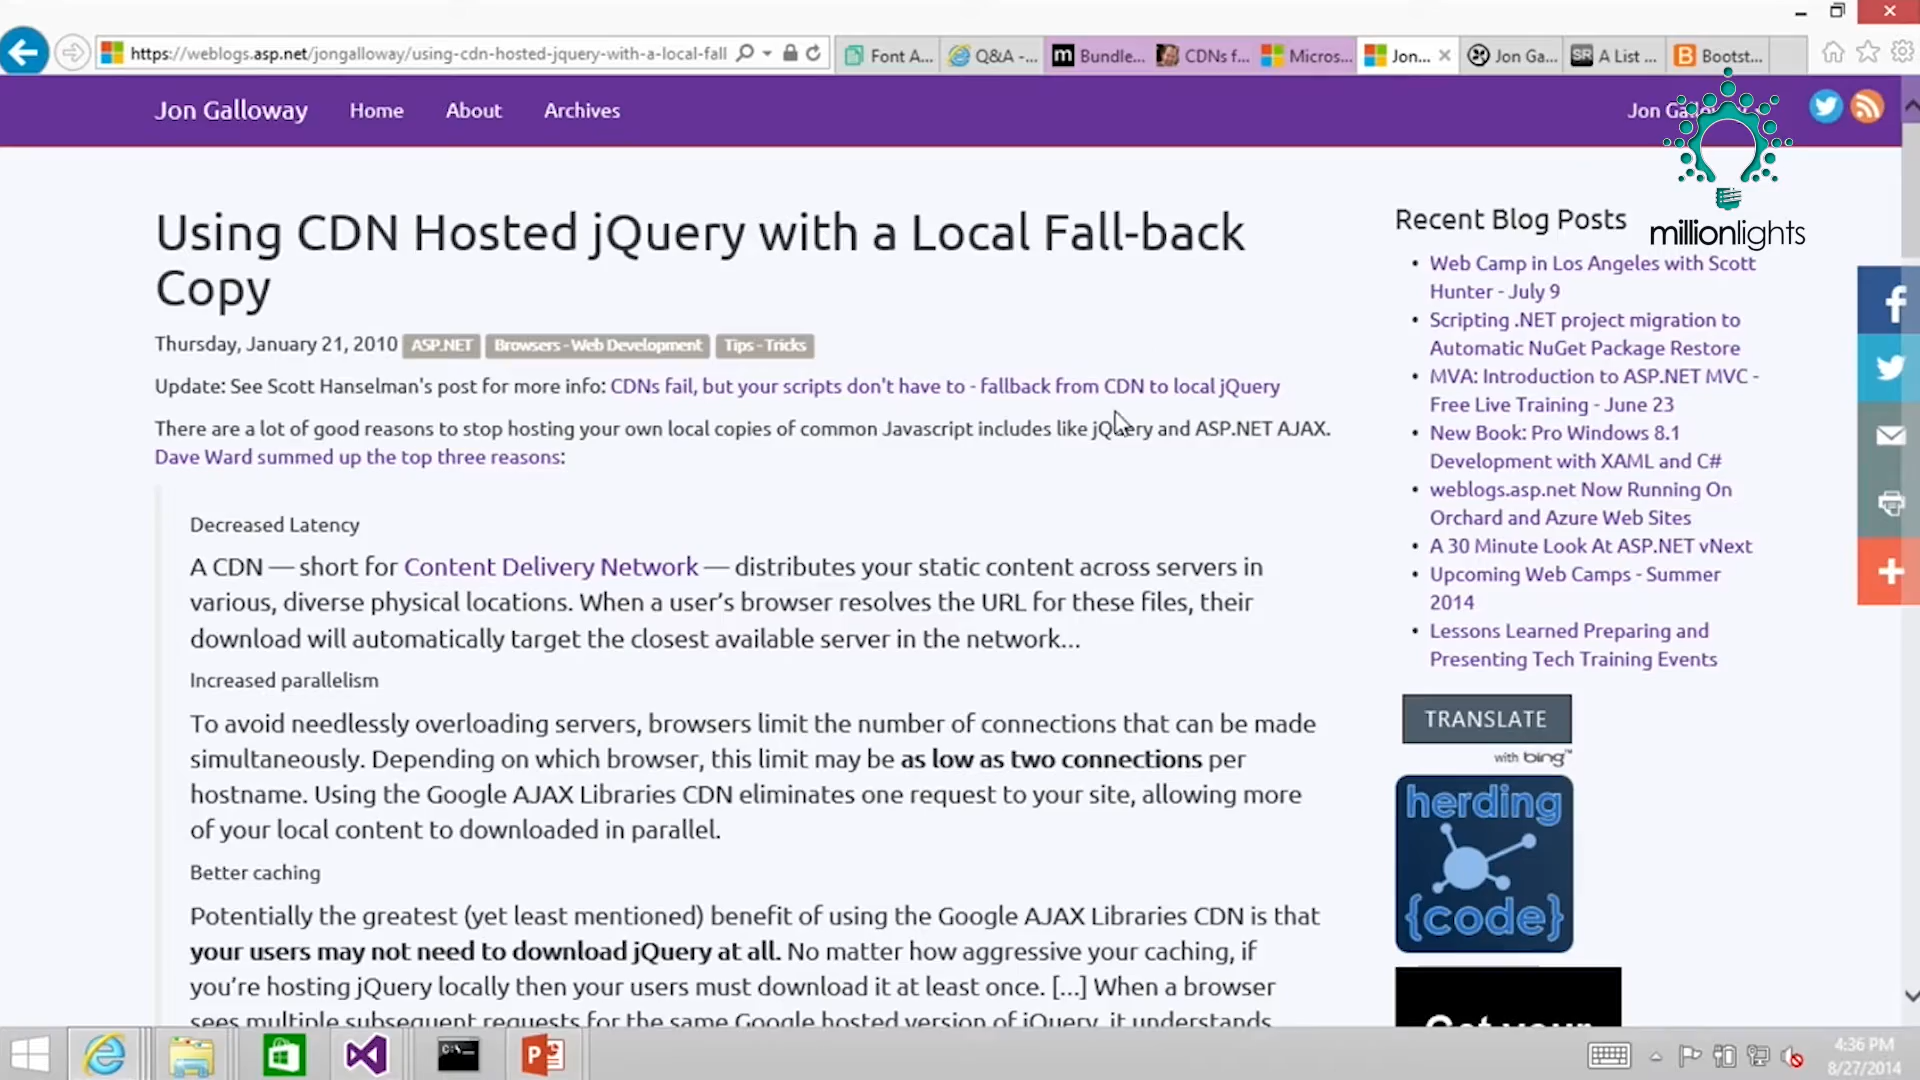 https://weblogs.asp.net/jongalloway/using-cdn-hosted-jquery-with-a-local-fall
Font A...
Q&A -...
Bundle...
CDNs f...
Micros...
Jon...
Jon Ga...
A List ...
Bootst...
Jon Galloway
Home
About
Archives
millionlights
Using CDN Hosted jQuery with a Local Fall-back
Copy
Thursday, January 21, 2010 ASP.NET Browsers - Web Development Tips - Tricks
Update: See Scott Hanselman's post for more info: CDNs fail, but your scripts don't have to - fallback from CDN to local jQuery
There are a lot of good reasons to stop hosting your own local copies of common Javascript includes like jQuery and ASP.NET AJAX.
Dave Ward summed up the top three reasons:
Decreased Latency
A CDN — short for Content Delivery Network — distributes your static content across servers in
various, diverse physical locations. When a user's browser resolves the URL for these files, their
download will automatically target the closest available server in the network...
Increased parallelism
To avoid needlessly overloading servers, browsers limit the number of connections that can be made
simultaneously. Depending on which browser, this limit may be as low as two connections per
hostname. Using the Google AJAX Libraries CDN eliminates one request to your site, allowing more
of your local content to downloaded in parallel.
Better caching
Potentially the greatest (yet least mentioned) benefit of using the Google AJAX Libraries CDN is that
your users may not need to download jQuery at all. No matter how aggressive your caching, if
you're hosting jQuery locally then your users must download it at least once. [...] When a browser
sees multiple subsequent requests for the same Google hosted version of jQuery, it understands
Recent Blog Posts
Web Camp in Los Angeles with Scott
Hunter - July 9
Scripting .NET project migration to
Automatic NuGet Package Restore
MVA: Introduction to ASP.NET MVC -
Free Live Training - June 23
New Book: Pro Windows 8.1
Development with XAML and C#
weblogs.asp.net Now Running On
Orchard and Azure Web Sites
A 30 Minute Look At ASP.NET vNext
Upcoming Web Camps - Summer
2014
Lessons Learned Preparing and
Presenting Tech Training Events
TRANSLATE
with bing
herding
{code}
Get your
4:36 PM
8/27/2014